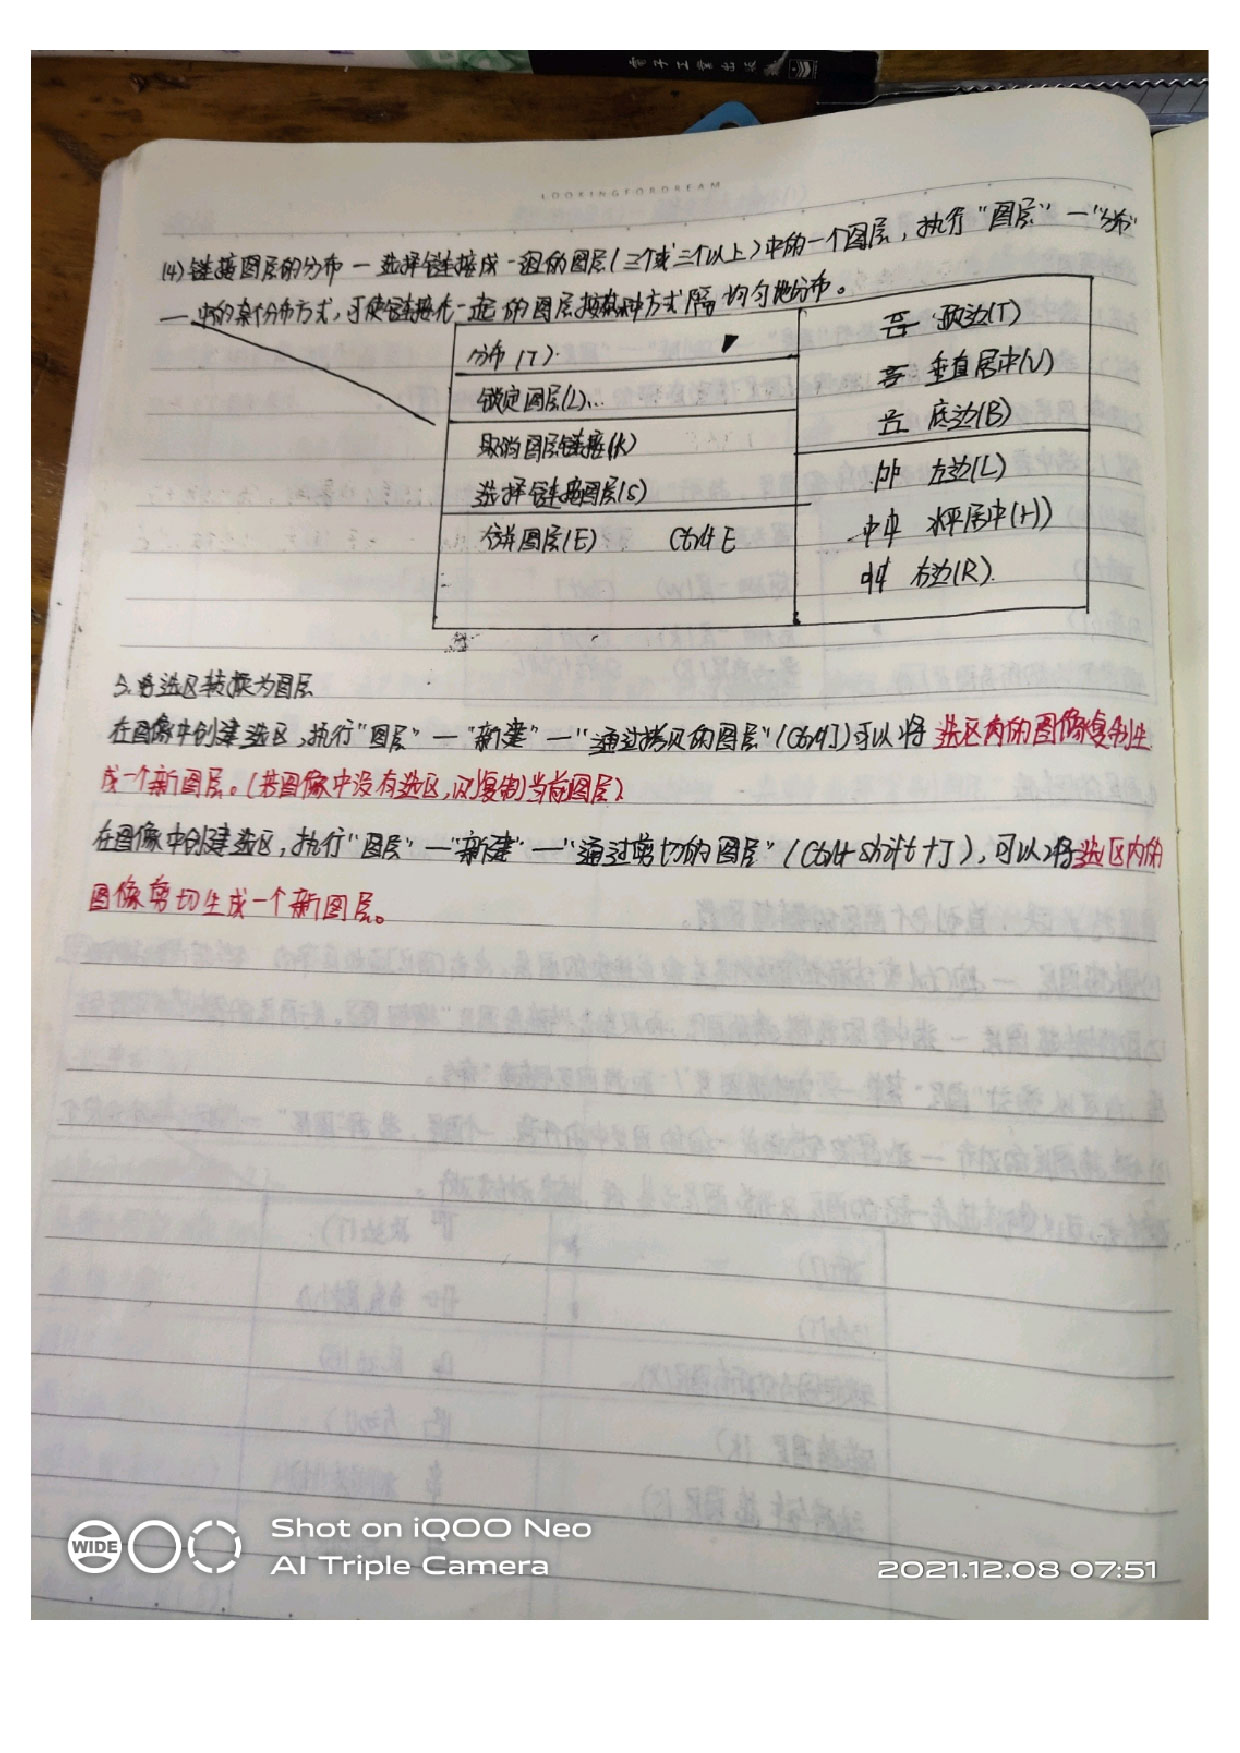 電子工業出版
LOOKINGFORDREAM
(4)链接图层的分布 — 选择链接成一组的图层(三个或三个以上)中的一个图层，执行"图层"—"分布"
— 中的某个分布方式，可使链接在一起的图层按某种方式隔均匀地分布。
分布(T)
锁定图层(L)...
取消图层链接(K)
选择链接图层(S)
合并图层(E) Ctrl+E
顶边(T)
垂直居中(V)
底边(B)
左边(L)
水平居中(H))
右边(R)
5.将选区转换为图层
在图像中创建选区,执行"图层"—"新建"—"通过拷贝的图层"(Ctrl+J)可以将选区内的图像复制生
成一个新图层。(若图像中没有选区,则复制当前图层)
在图像中创建选区，执行"图层"—"新建"—"通过剪切的图层"(Ctrl+shift+J)，可以将选区内的
图像剪切生成一个新图层。
WIDE
Shot on iQOO Neo
AI Triple Camera
2021.12.08 07:51